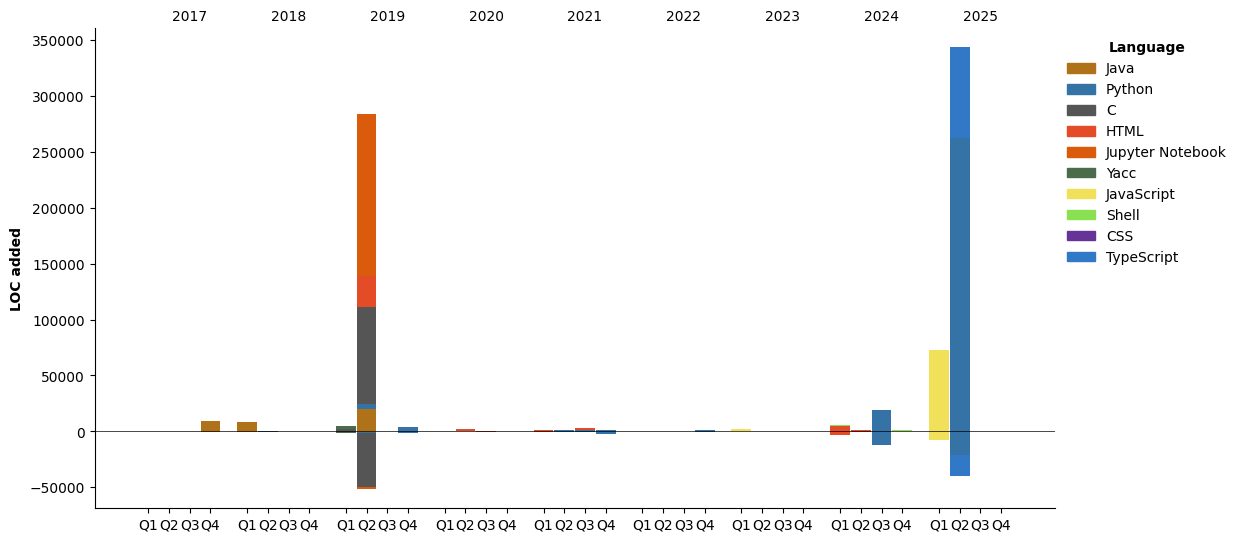 2017 2018 2019 2020 2021 2022 2023 2024 2025
350000
300000
250000
200000
150000
100000
50000
0
−50000
LOC added
Q1 Q2 Q3 Q4 Q1 Q2 Q3 Q4 Q1 Q2 Q3 Q4 Q1 Q2 Q3 Q4 Q1 Q2 Q3 Q4 Q1 Q2 Q3 Q4 Q1 Q2 Q3 Q4 Q1 Q2 Q3 Q4 Q1 Q2 Q3 Q4
Language
Java
Python
C
HTML
Jupyter Notebook
Yacc
JavaScript
Shell
CSS
TypeScript